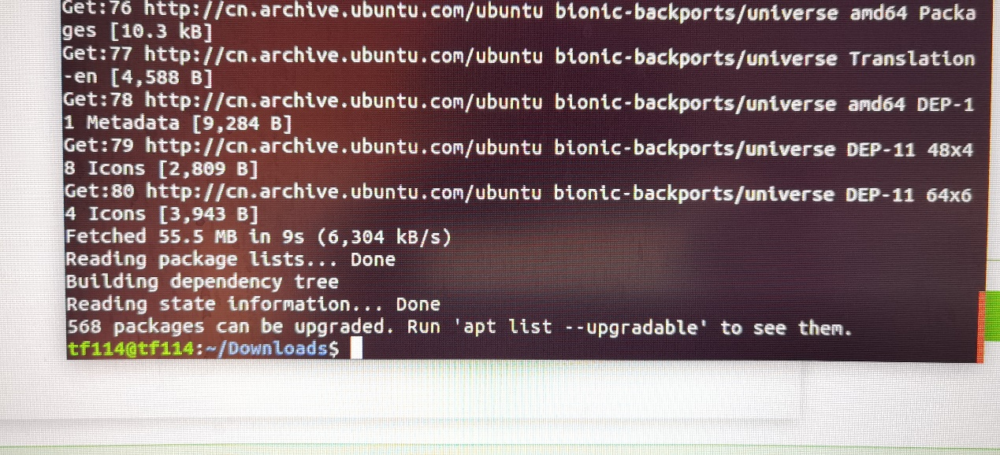 Get:76 http://cn.archive.ubuntu.com/ubuntu bionic-backports/universe amd64 Packa
ges [10.3 kB]
Get:77 http://cn.archive.ubuntu.com/ubuntu bionic-backports/universe Translation
-en [4,588 B]
Get:78 http://cn.archive.ubuntu.com/ubuntu bionic-backports/universe amd64 DEP-1
1 Metadata [9,284 B]
Get:79 http://cn.archive.ubuntu.com/ubuntu bionic-backports/universe DEP-11 48x4
8 Icons [2,809 B]
Get:80 http://cn.archive.ubuntu.com/ubuntu bionic-backports/universe DEP-11 64x6
4 Icons [3,943 B]
Fetched 55.5 MB in 9s (6,304 kB/s)
Reading package lists... Done
Building dependency tree
Reading state information... Done
568 packages can be upgraded. Run 'apt list --upgradable' to see them.
tf114@tf114:~/Downloads$